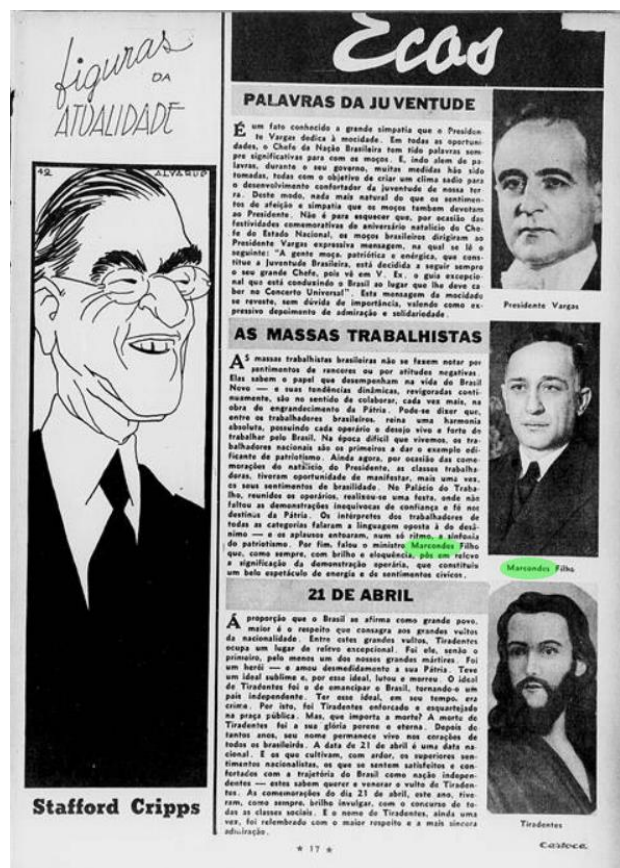 figuras
DA
ATUALIDADE
42
ALVARUS
Stafford Cripps
Ecos
PALAVRAS DA JUVENTUDE
É um fato conhecido a grande simpatia que o Presiden-
te Vargas dedica à mocidade. Em todas as oportuni-
dades, o Chefe da Nação Brasileira tem tido palavras sem-
pre significativas para com os moços. E, indo alem de pa-
lavras, durante o seu governo, muitas medidas hão sido
tomadas, todas com o objetivo de criar um clima sadio para
o desenvolvimento confortador da juventude de nossa ter-
ra. Deste modo, nada mais natural do que os sentimen-
tos de afeição e simpatia que os moços tambem devotam
ao Presidente. Não é para esquecer que, por ocasião das
festividades comemorativas do aniversário natalício do Che-
fe do Estado Nacional, os moços brasileiros dirigiram ao
Presidente Vargas expressiva mensagem, na qual se lê o
seguinte: "A gente moça, patriótica e enérgica, que cons-
titue a Juventude Brasileira, está decidida a seguir sempre
o seu grande Chefe, pois vê em V. Ex. o guia excepcio-
nal que está conduzindo o Brasil ao lugar que lhe deve ca-
ber no Concerto Universal". Esta mensagem da mocidade
se reveste, sem dúvida de importância, valendo como ex-
pressivo depoimento de admiração e solidariedade.
Presidente Vargas
AS MASSAS TRABALHISTAS
AS massas trabalhistas brasileiras não se fazem notar por
sentimentos de rancores ou por atitudes negativas.
Elas sabem o papel que desempenham na vida do Brasil
Novo — e suas tendências dinâmicas, revigoradas conti-
nuamente, são no sentido de colaborar, cada vez mais, na
obra do engrandecimento da Pátria. Pode-se dizer que,
entre os trabalhadores brasileiros, reina uma harmonia
absoluta, possuindo cada operário o desejo vivo e forte de
trabalhar pelo Brasil. Na época difícil que vivemos, os tra-
balhadores nacionais são os primeiros a dar o exemplo edi-
ficante de patriotismo. Ainda agora, por ocasião das come-
morações do natalício do Presidente, as classes trabalha-
doras, tiveram oportunidade de manifestar, mais uma vez,
os seus sentimentos de brasilidade. No Palácio do Traba-
lho, reunidos os operários, realizou-se uma festa, onde não
faltou as demonstrações inequivocas de confiança e fé nos
destinos da Pátria. Os intérpretes dos trabalhadores de
todas as categorias falaram a linguagem oposta à do desâ-
nimo — e os aplausos entoaram, num só ritmo, a sinfonia
do patriotismo. Por fim, falou o ministro Marcondes Filho
que, como sempre, com brilho e eloquência, pôs em relevo
a significação da demonstração operária, que constituiu
um belo espetáculo de energia e de sentimentos cívicos.
Marcondes Filho
21 DE ABRIL
Á proporção que o Brasil se afirma como grande povo,
maior é o respeito que consagra aos grandes vultos
da nacionalidade. Entre estes grandes vultos, Tiradentes
ocupa um lugar de relevo excepcional. Foi ele, senão o
primeiro, pelo menos um dos nossos grandes mártires. Foi
um herói — e amou desmedidamente a sua Pátria. Teve
um ideal sublime e, por esse ideal, lutou e morreu. O ideal
de Tiradentes foi o de emancipar o Brasil, tornando-o um
país independente. Ter esse ideal, em seu tempo, era
crime. Por isto, foi Tiradentes enforcado e esquartejado
na praça pública. Mas, que importa a morte? A morte de
Tiradentes foi a sua glória perene e eterna. Depois de
tantos anos, seu nome permanece vivo nos corações de
todos os brasileiros. A data de 21 de abril é uma data na-
cional. E os que cultivam, com ardor, os superiores sen-
timentos nacionalistas, os que se sentem satisfeitos e con-
fortados com a trajetória do Brasil como nação indepen-
dentes — estes sabem querer e venerar o vulto de Tiraden-
tes. As comemorações do dia 21 de abril, este ano, tive-
ram, como sempre, brilho invulgar, com o concurso de to-
das as classes sociais. E o nome de Tiradentes, ainda uma
vez, foi relembrado com o maior respeito e a mais sincera
admiração.
Tiradentes
★ 17 ★
Carioca